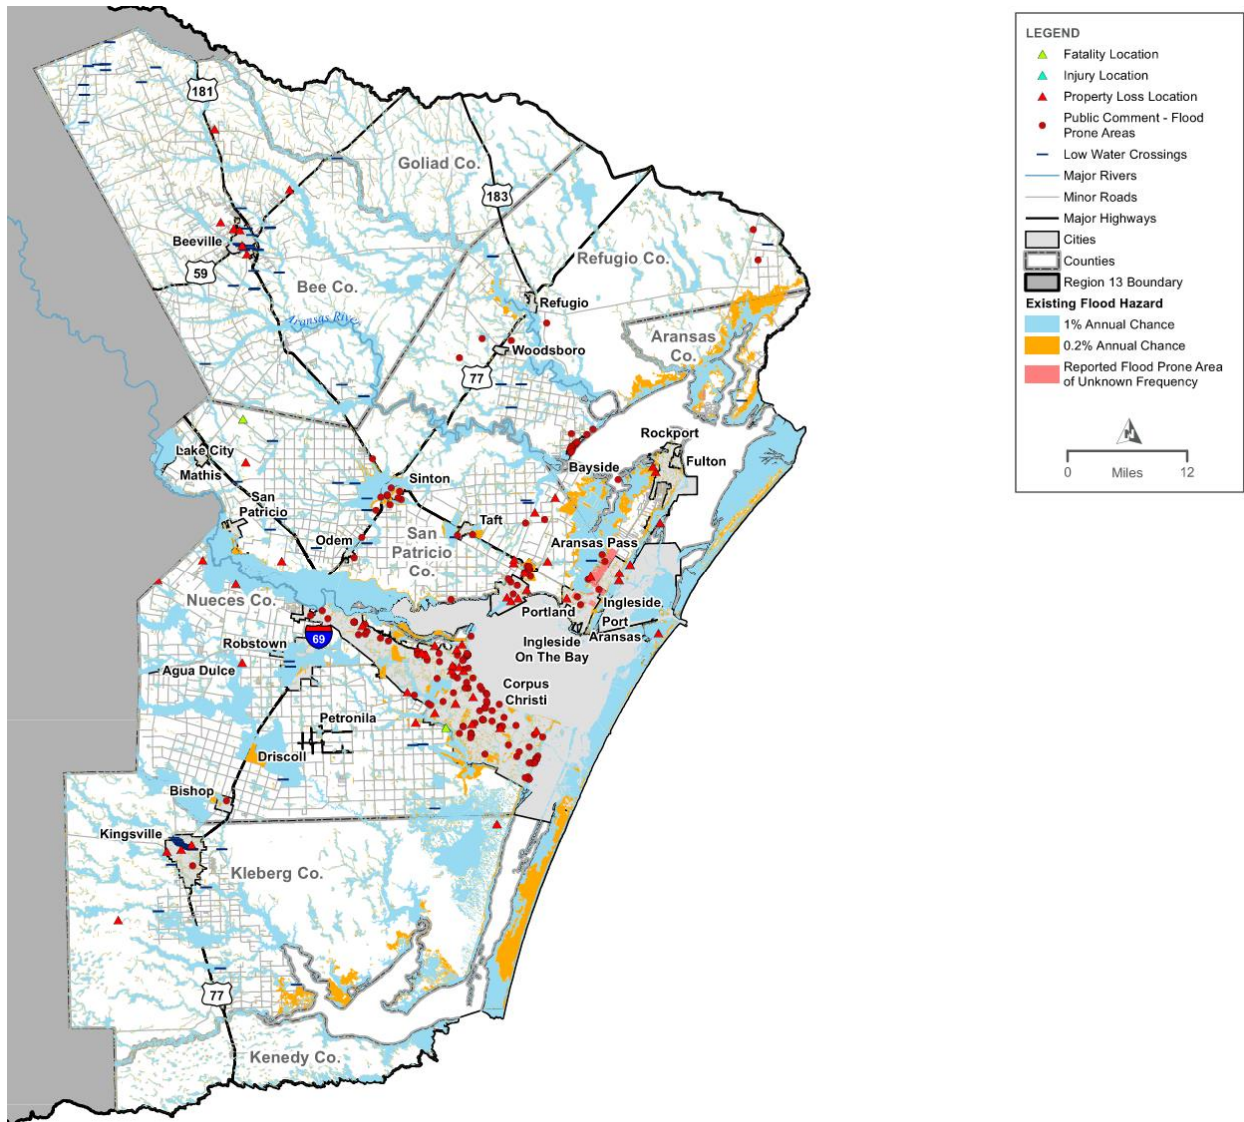 LEGEND
Fatality Location
Injury Location
Property Loss Location
Public Comment - Flood
Prone Areas
Low Water Crossings
Major Rivers
Minor Roads
Major Highways
Cities
Counties
Region 13 Boundary
Existing Flood Hazard
1% Annual Chance
0.2% Annual Chance
Reported Flood Prone Area
of Unknown Frequency
0
12
Miles
181
Goliad Co.
183
Beeville
59
Bee Co.
Refugio Co.
Refugio
Aransas River
Aransas
Co.
Woodsboro
77
Lake City
Mathis
Rockport
Fulton
Bayside
Sinton
San
Patricio
Taft
Odem
San
Patricio
Co.
Aransas Pass
Nueces Co.
Portland
Ingleside
Port
Aransas
Robstown
69
Ingleside
On The Bay
Agua Dulce
Corpus
Christi
Petronila
Driscoll
Bishop
Kingsville
Kleberg Co.
77
Kenedy Co.